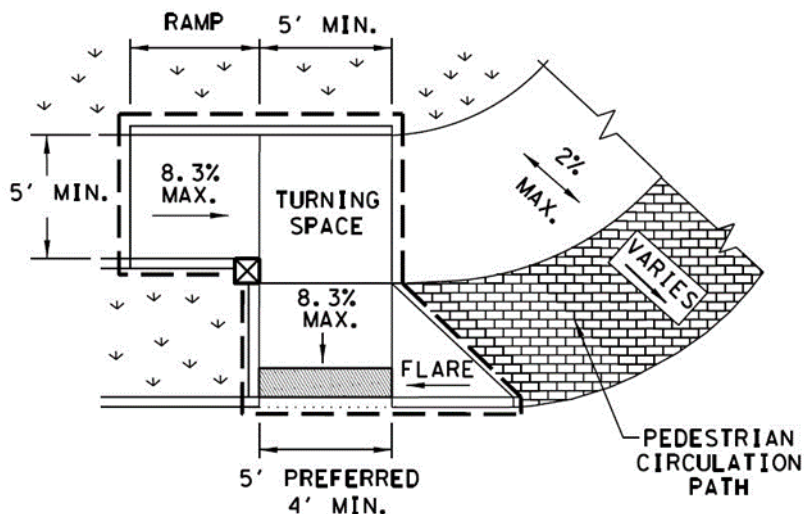 RAMP
5' MIN.
5' MIN.
8.3%
MAX.
TURNING
SPACE
2%
MAX.
VARIES
8.3%
MAX.
FLARE
5' PREFERRED
4' MIN.
PEDESTRIAN
CIRCULATION
PATH